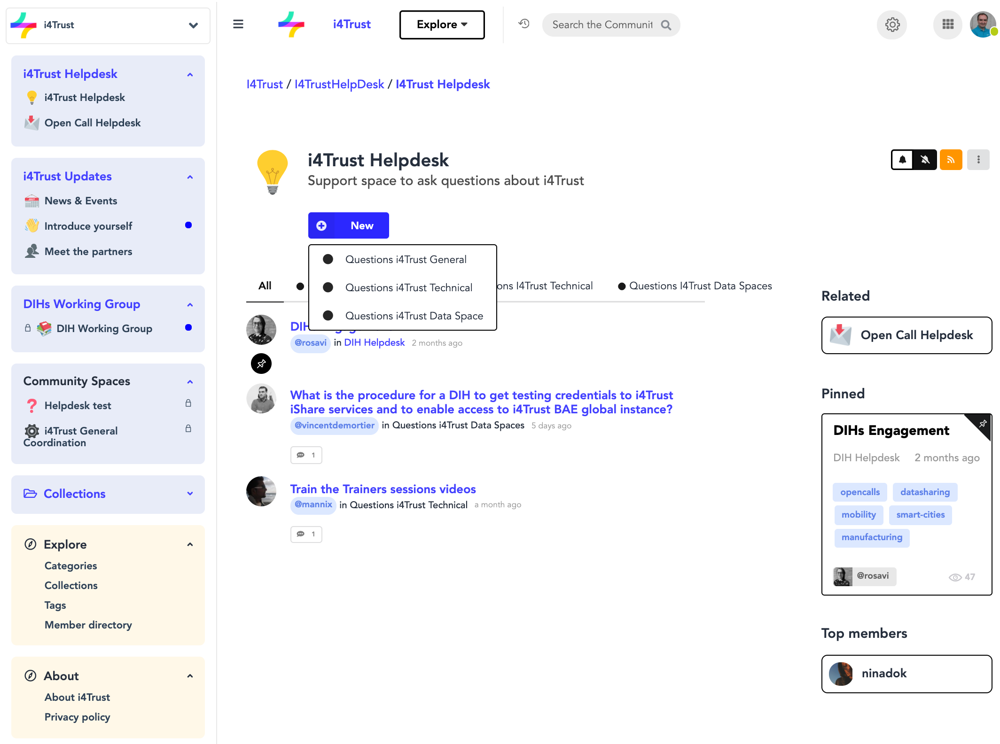 i4Trust
i4Trust
Explore
Search the Communit
i4Trust Helpdesk
i4Trust Helpdesk
Open Call Helpdesk
i4Trust Updates
JULY
News & Events
Introduce yourself
Meet the partners
DIHs Working Group
DIH Working Group
Community Spaces
Helpdesk test
i4Trust General
Coordination
Collections
Explore
Categories
Collections
Tags
Member directory
About
About i4Trust
Privacy policy
I4Trust / I4TrustHelpDesk / I4Trust Helpdesk
i4Trust Helpdesk
Support space to ask questions about i4Trust
New
Questions i4Trust General
Questions i4Trust Technical
Questions i4Trust Data Space
All
ons I4Trust Technical
Questions I4Trust Data Spaces
DIH
@rosavi in DIH Helpdesk 2 months ago
What is the procedure for a DIH to get testing credentials to i4Trust
iShare services and to enable access to i4Trust BAE global instance?
@vincentdemortier in Questions i4Trust Data Spaces 5 days ago
1
Train the Trainers sessions videos
@mannix in Questions i4Trust Technical a month ago
1
Related
Open Call Helpdesk
Pinned
DIHs Engagement
DIH Helpdesk 2 months ago
opencalls datasharing
mobility smart-cities
manufacturing
@rosavi 47
Top members
ninadok